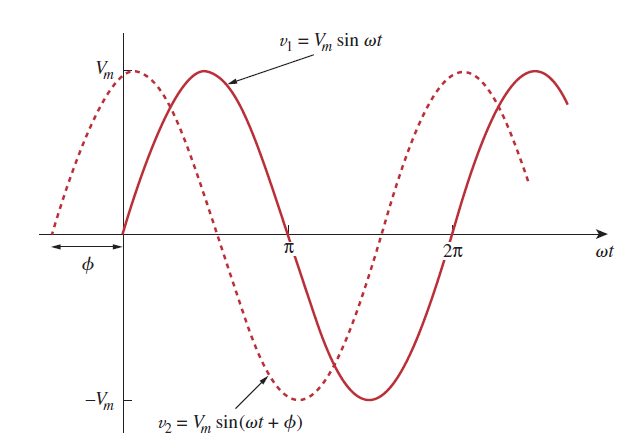 v₁ = Vₘ sin ωt
Vₘ
π
2π
ωt
ϕ
−Vₘ
v₂ = Vₘ sin(ωt + ϕ)